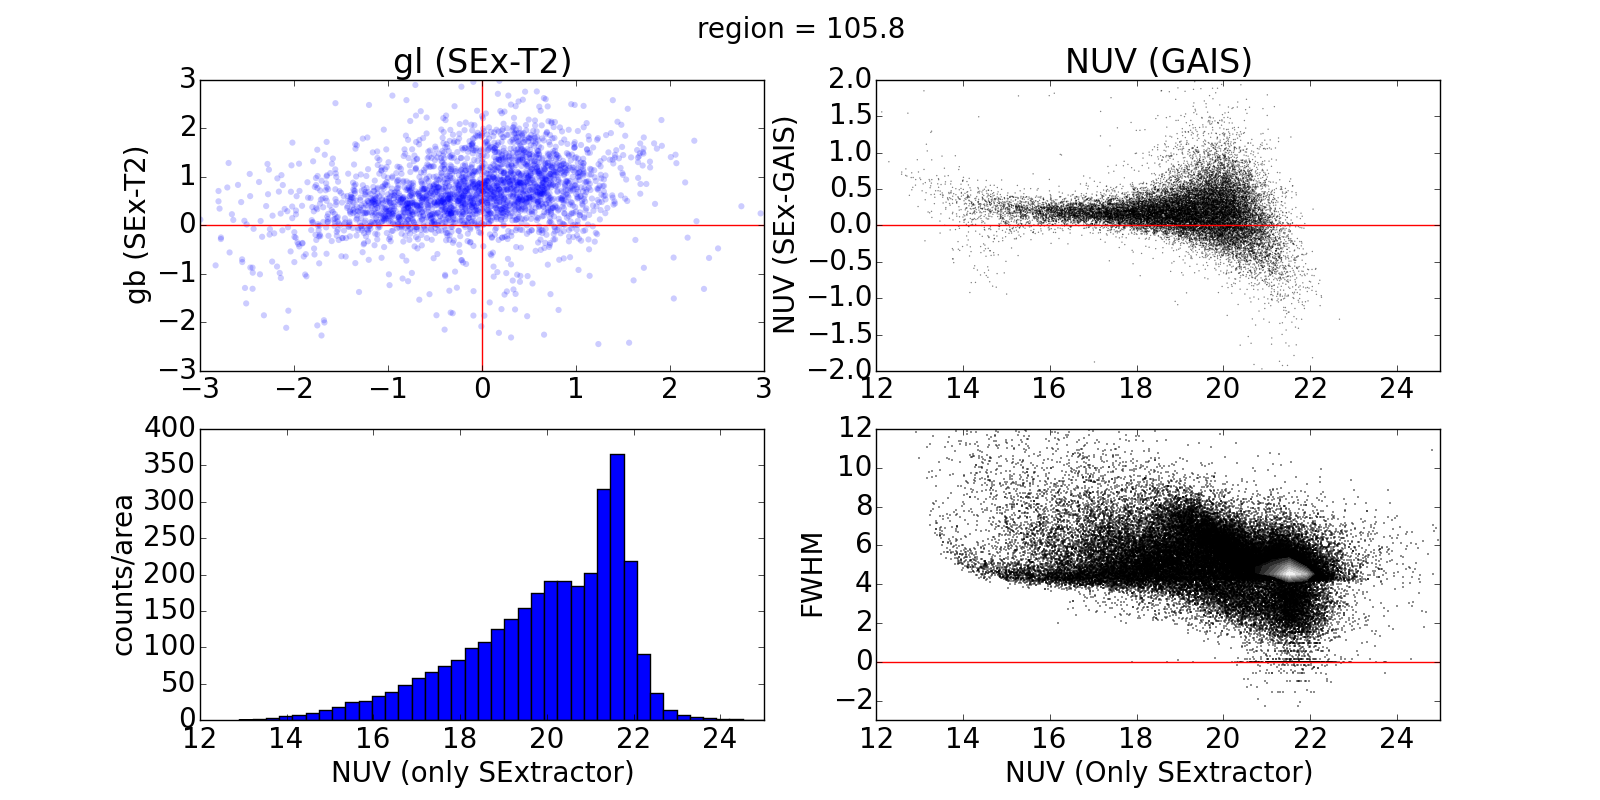 region = 105.8
gl (SEx-T2)
NUV (GAIS)
gb (SEx-T2)
3
2
1
0
−1
−2
−3
−3 −2 −1 0 1 2 3
NUV (SEx-GAIS)
2.0
1.5
1.0
0.5
0.0
−0.5
−1.0
−1.5
−2.0
12 14 16 18 20 22 24
counts/area
400
350
300
250
200
150
100
50
0
12 14 16 18 20 22 24
NUV (only SExtractor)
FWHM
12
10
8
6
4
2
0
−2
12 14 16 18 20 22 24
NUV (Only SExtractor)